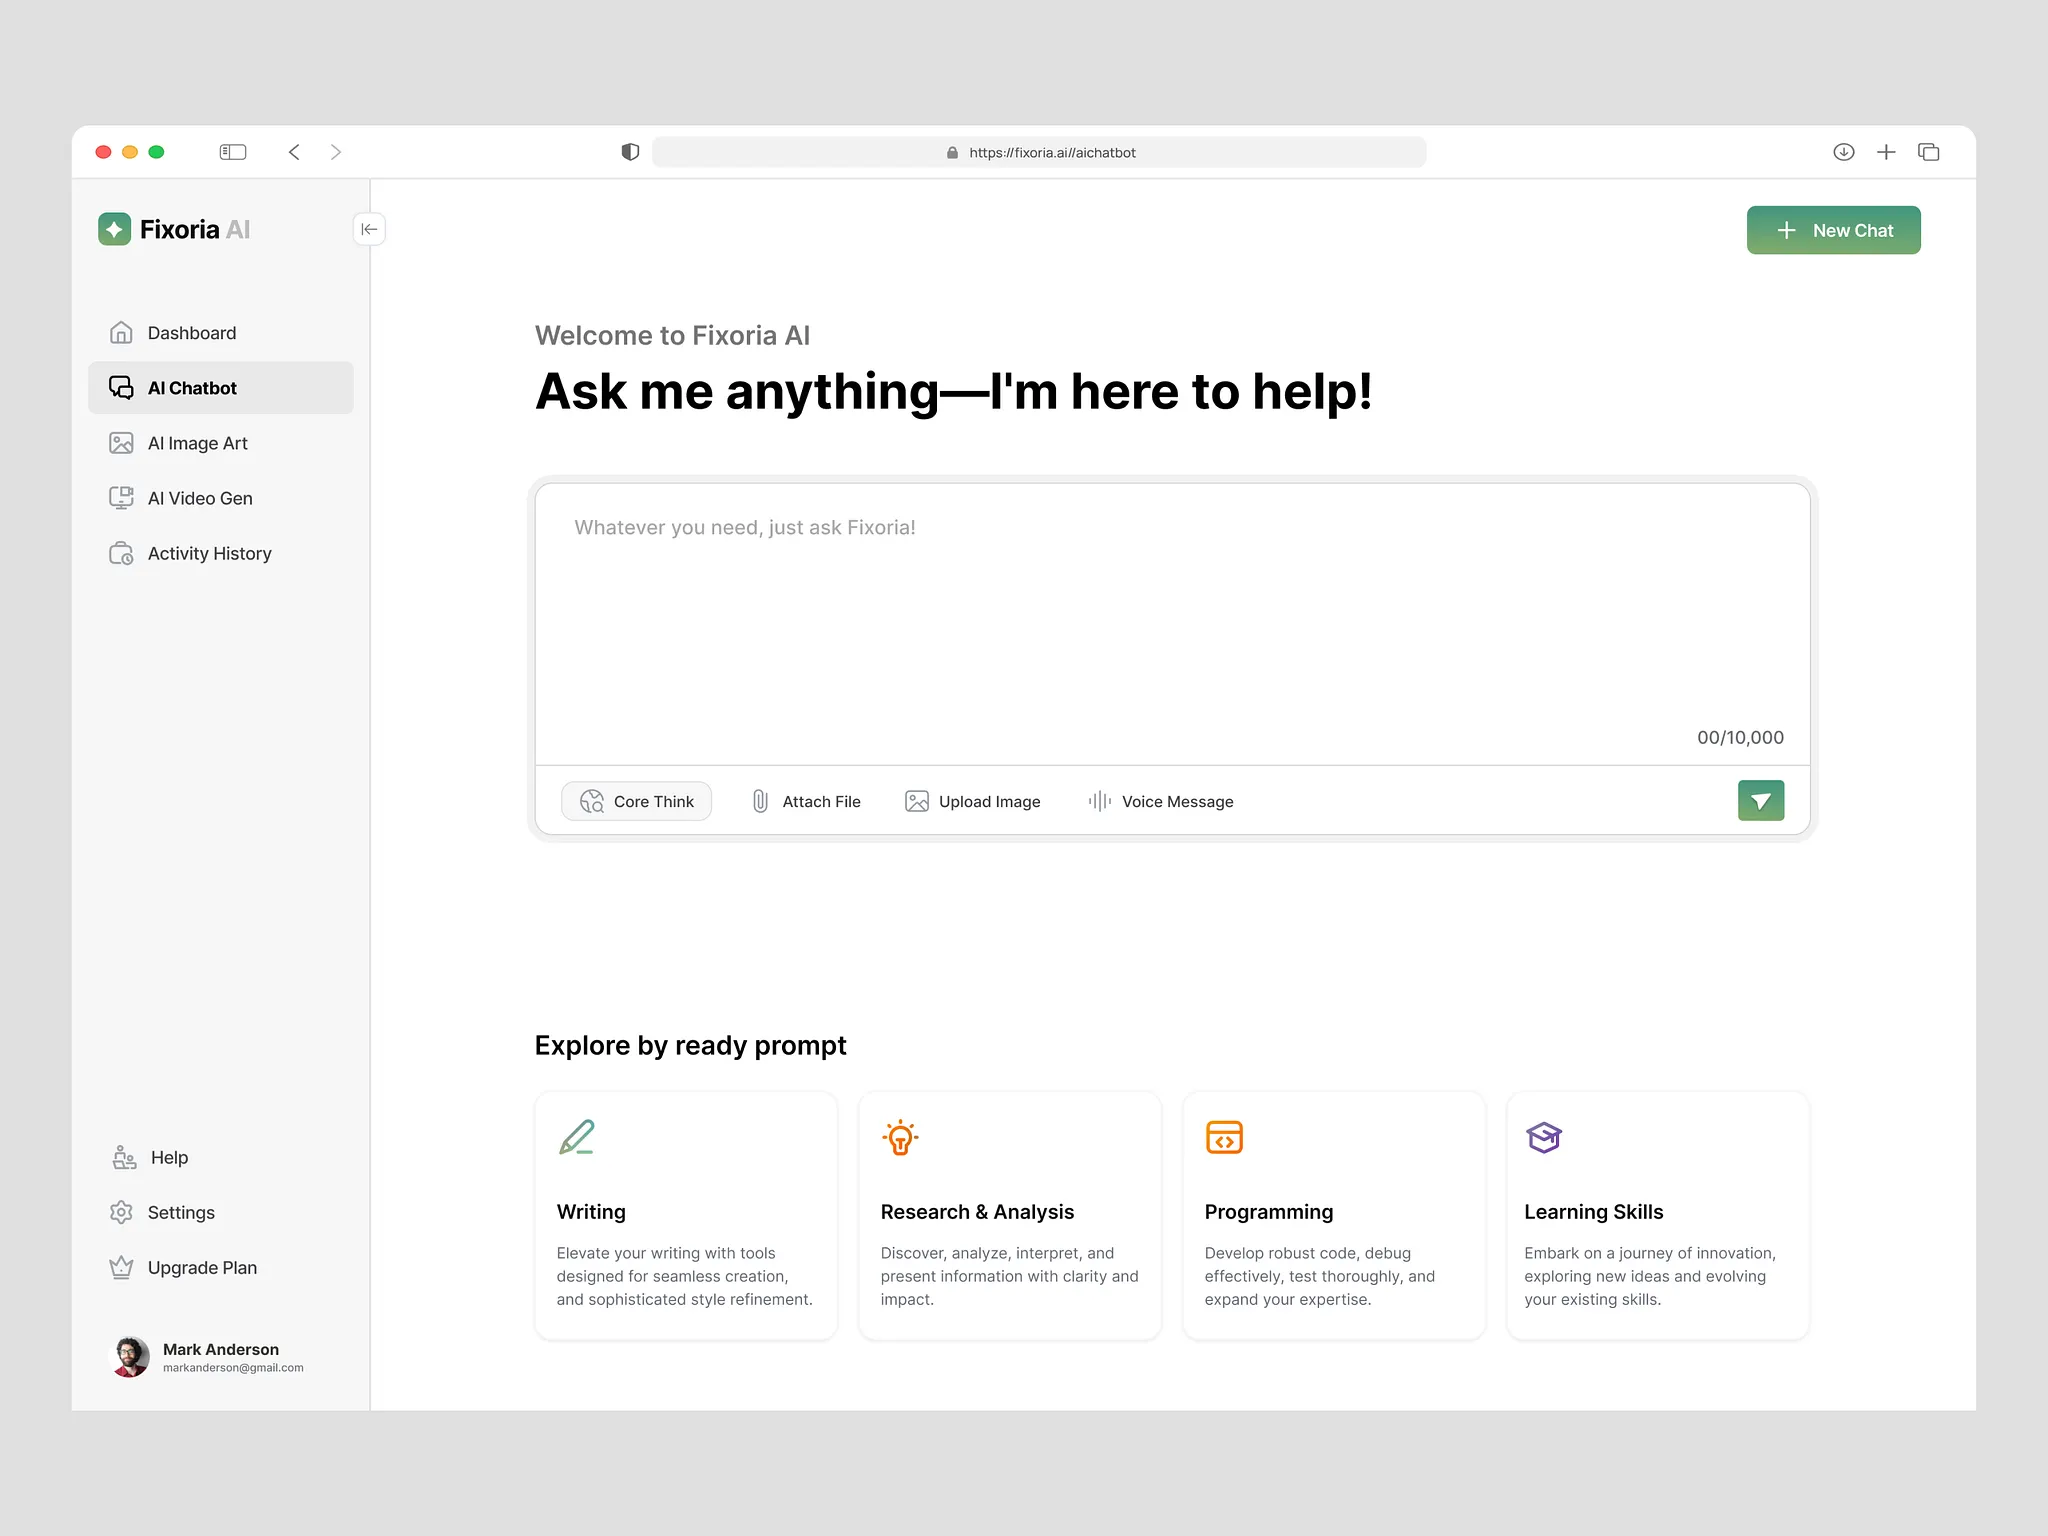 https://fixoria.ai//aichatbot
Fixoria AI
New Chat
Dashboard
AI Chatbot
AI Image Art
AI Video Gen
Activity History
Help
Settings
Upgrade Plan
Mark Anderson
markanderson@gmail.com
Welcome to Fixoria AI
Ask me anything—I'm here to help!
Whatever you need, just ask Fixoria!
00/10,000
Core Think
Attach File
Upload Image
Voice Message
Explore by ready prompt
Writing
Elevate your writing with tools
designed for seamless creation,
and sophisticated style refinement.
Research & Analysis
Discover, analyze, interpret, and
present information with clarity and
impact.
Programming
Develop robust code, debug
effectively, test thoroughly, and
expand your expertise.
Learning Skills
Embark on a journey of innovation,
exploring new ideas and evolving
your existing skills.